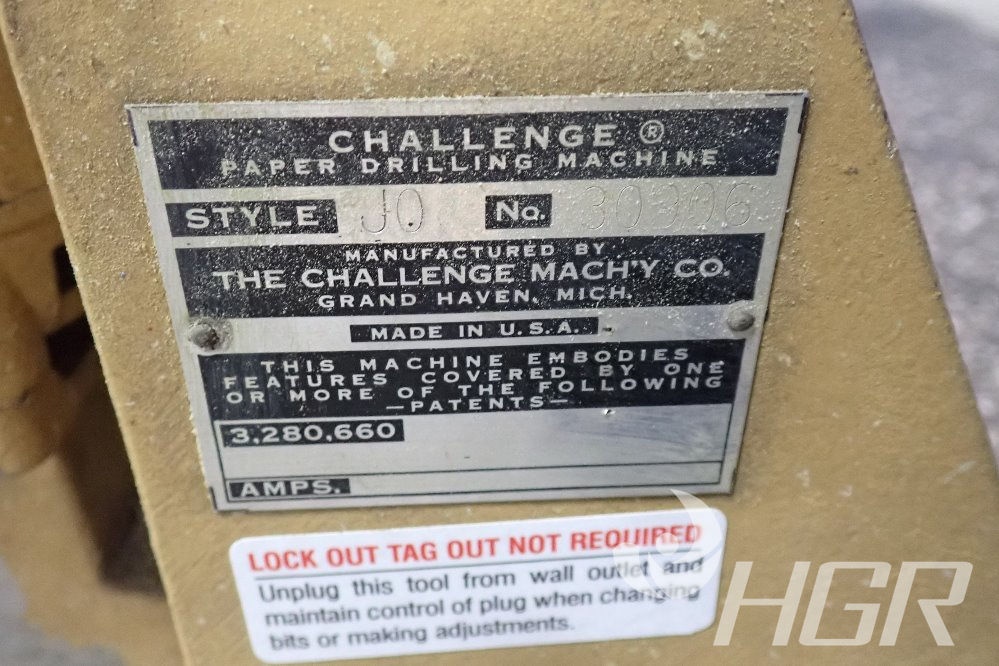 CHALLENGE ®
PAPER DRILLING MACHINE
STYLE JO No. 30306
MANUFACTURED BY
THE CHALLENGE MACH'Y CO.
GRAND HAVEN, MICH.
MADE IN U.S.A.
THIS MACHINE EMBODIES
FEATURES COVERED BY ONE
OR MORE OF THE FOLLOWING
—PATENTS—
3,280,660
AMPS.
LOCK OUT TAG OUT NOT REQUIRED
Unplug this tool from wall outlet and
maintain control of plug when changing
bits or making adjustments.
HGR